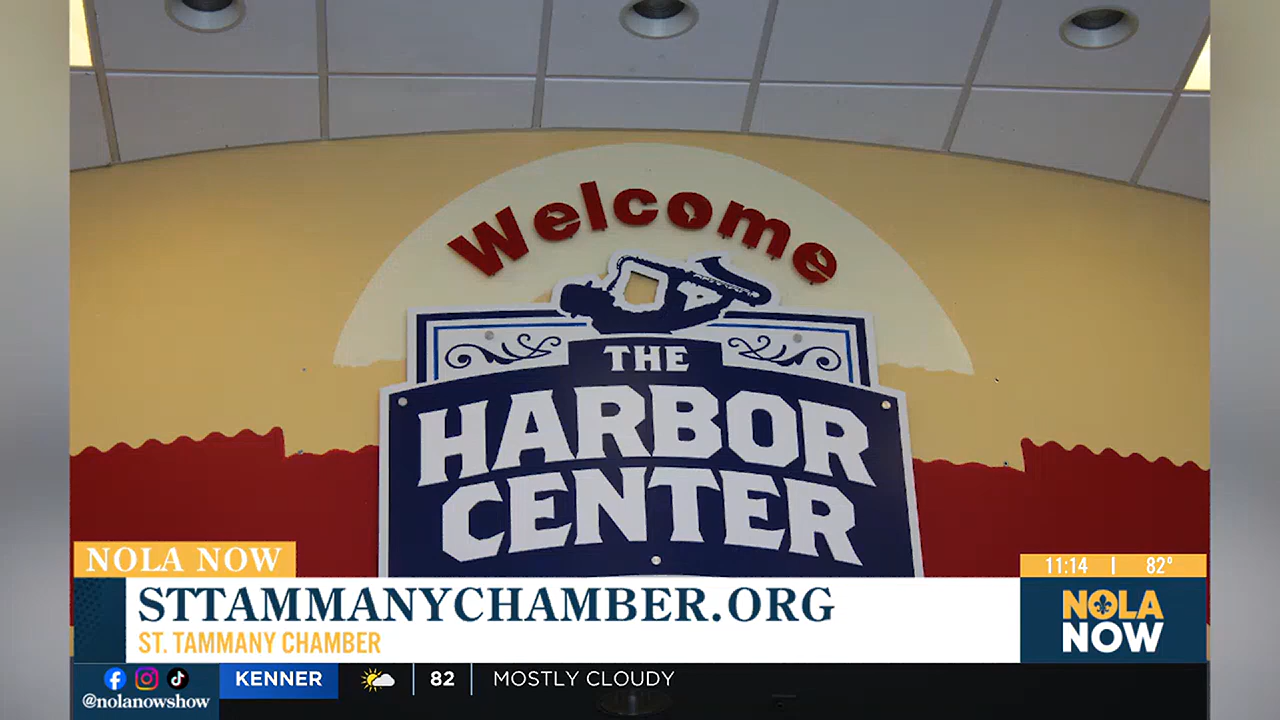 Welcome
THE
HARBOR
CENTER
NOLA NOW
STTAMMANYCHAMBER.ORG
ST. TAMMANY CHAMBER
11:14 | 82°
NOLA
NOW
@nolanowshow
KENNER
82
MOSTLY CLOUDY